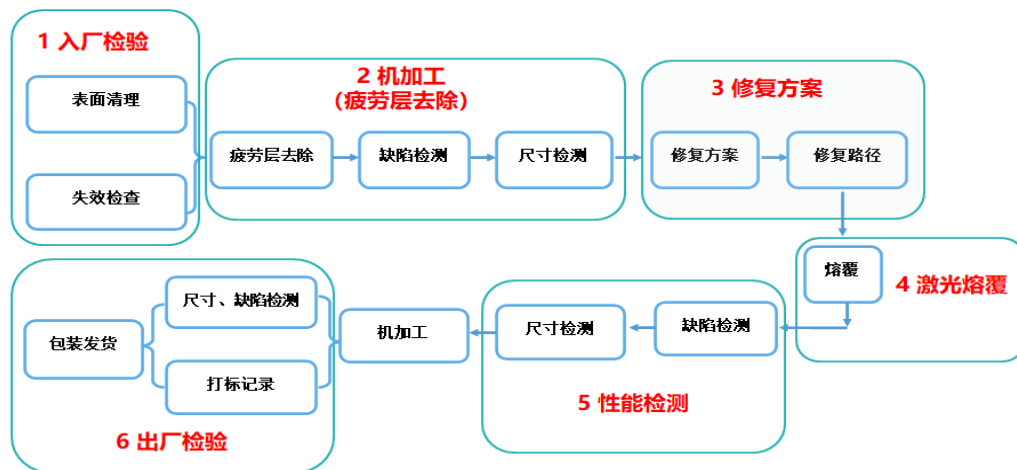 1 入厂检验
表面清理
失效检查
2 机加工
（疲劳层去除）
疲劳层去除
缺陷检测
尺寸检测
3 修复方案
修复方案
修复路径
熔覆
4 激光熔覆
缺陷检测
尺寸检测
5 性能检测
机加工
尺寸、缺陷检测
打标记录
包装发货
6 出厂检验